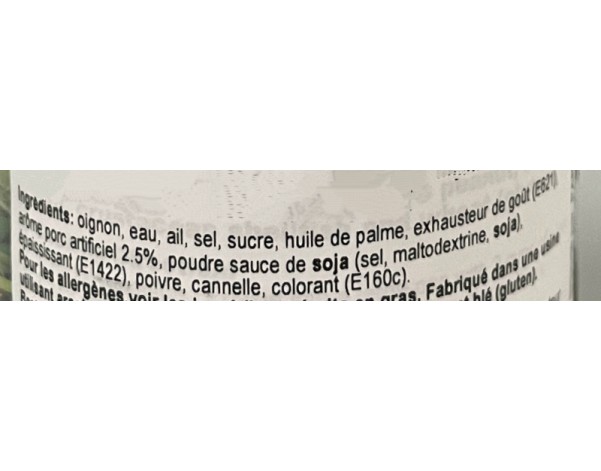 Ingrédients: oignon, eau, ail, sel, sucre, huile de palme, exhausteur de goût (E621),
arôme porc artificiel 2.5%, poudre sauce de soja (sel, maltodextrine, soja),
épaississant (E1422), poivre, cannelle, colorant (E160c).
Pour les allergènes voir les en gras. Fabriqué dans une usine
utilisant blé (gluten).